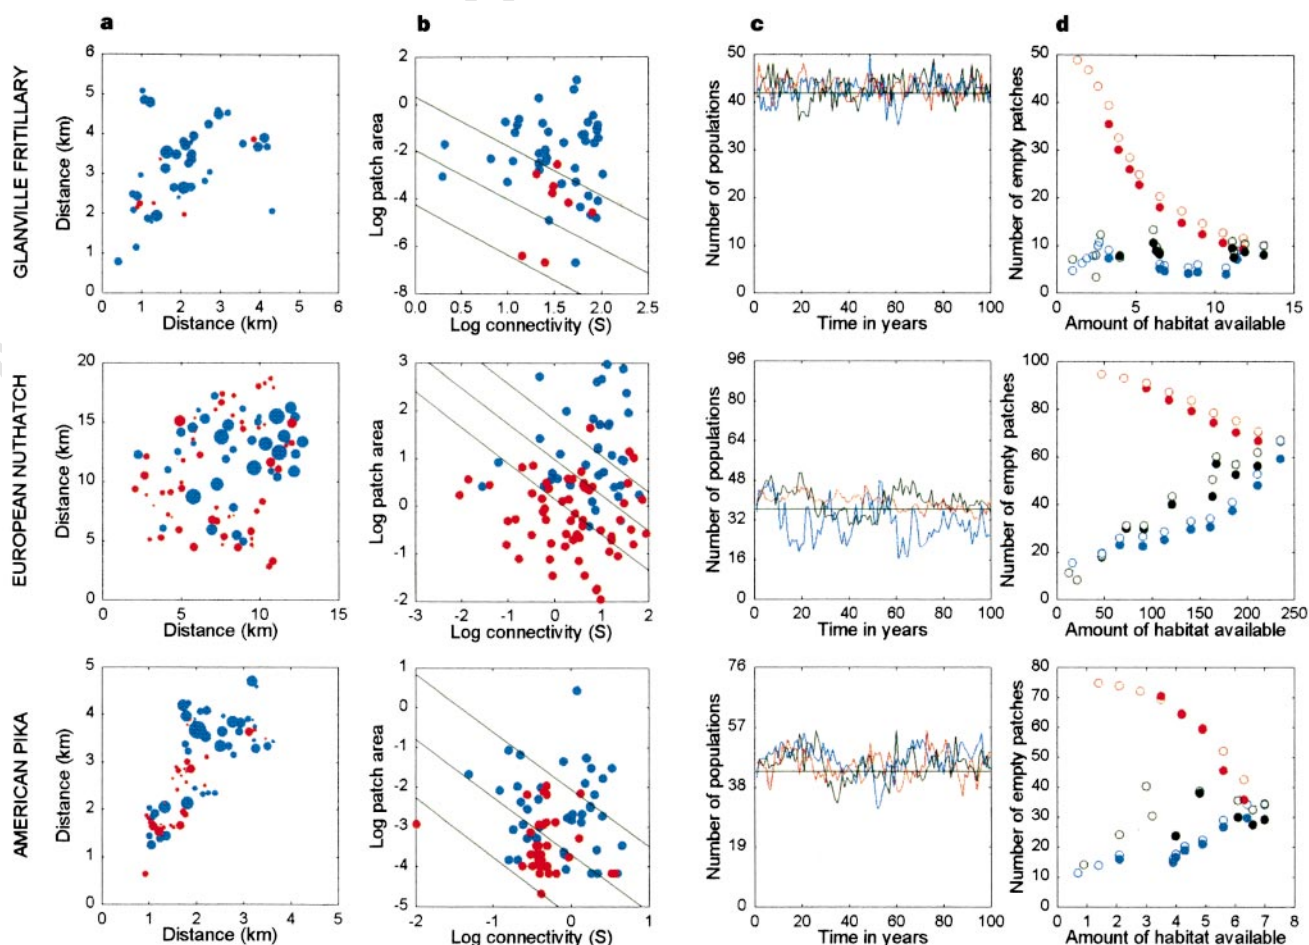 a b c d
GLANVILLE FRITILLARY
Distance (km)
6
5
4
3
2
1
0
0 1 2 3 4 5 6
Distance (km)
Log patch area
2
0
-2
-4
-6
-8
0.0 0.5 1.0 1.5 2.0 2.5
Log connectivity (S)
Number of populations
50
40
30
20
10
0
0 20 40 60 80 100
Time in years
Number of empty patches
50
40
30
20
10
0
0 5 10 15
Amount of habitat available
EUROPEAN NUTHATCH
Distance (km)
20
15
10
5
0
0 5 10 15
Distance (km)
Log patch area
3
2
1
0
-1
-2
-3 -2 -1 0 1 2
Log connectivity (S)
Number of populations
96
80
64
48
32
16
0
0 20 40 60 80 100
Time in years
Number of empty patches
100
80
60
40
20
0
0 50 100 150 200 250
Amount of habitat available
AMERICAN PIKA
Distance (km)
5
4
3
2
1
0
0 1 2 3 4 5
Distance (km)
Log patch area
1
0
-1
-2
-3
-4
-5
-2 -1 0 1
Log connectivity (S)
Number of populations
76
57
38
19
0
0 20 40 60 80 100
Time in years
Number of empty patches
80
70
60
50
40
30
20
10
0
0 1 2 3 4 5 6 7 8
Amount of habitat available